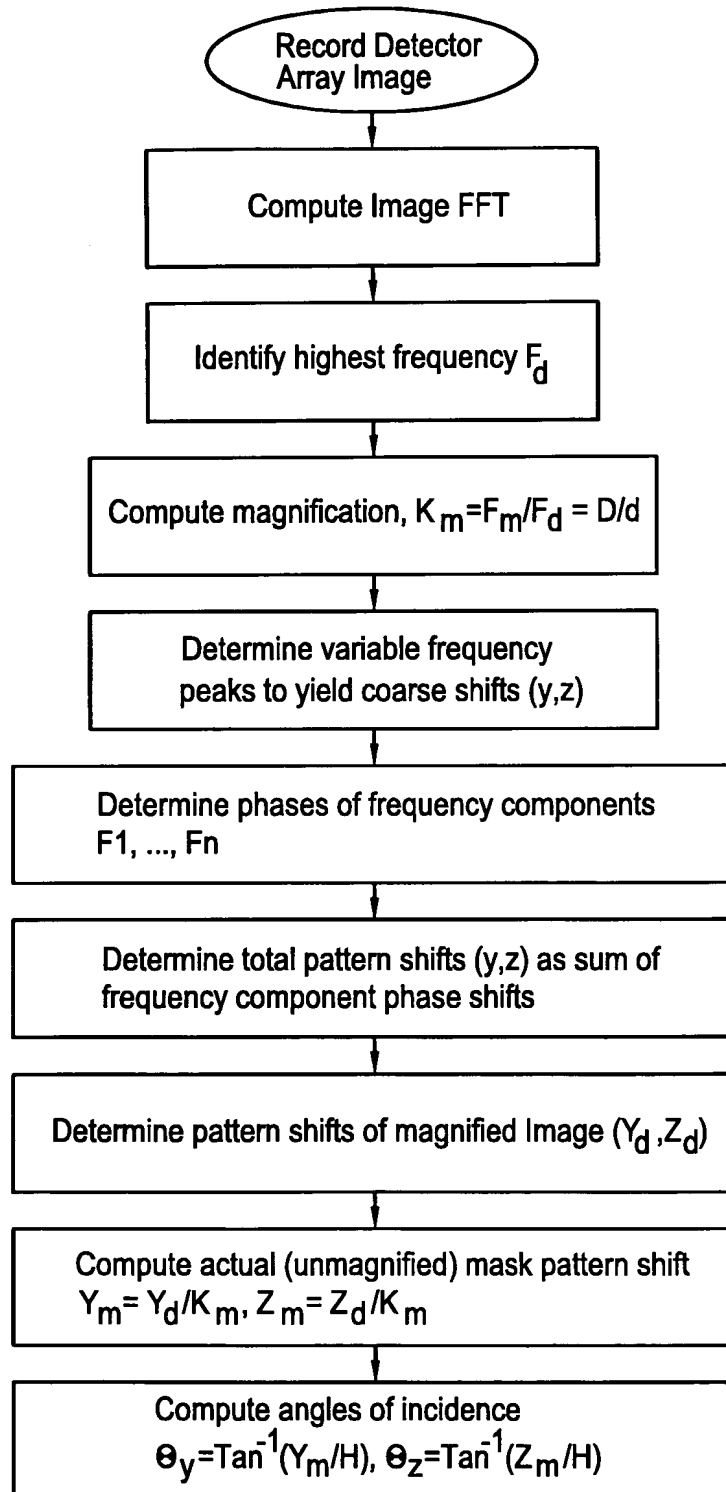 Record Detector
Array Image
Compute Image FFT
Identify highest frequency F_d
Compute magnification, K_m=F_m/F_d = D/d
Determine variable frequency
peaks to yield coarse shifts (y,z)
Determine phases of frequency components
F1, ..., Fn
Determine total pattern shifts (y,z) as sum of
frequency component phase shifts
Determine pattern shifts of magnified Image (Y_d ,Z_d)
Compute actual (unmagnified) mask pattern shift
Y_m= Y_d/K_m, Z_m= Z_d/K_m
Compute angles of incidence
Θ_y=Tan⁻¹(Y_m/H), Θ_z=Tan⁻¹(Z_m/H)